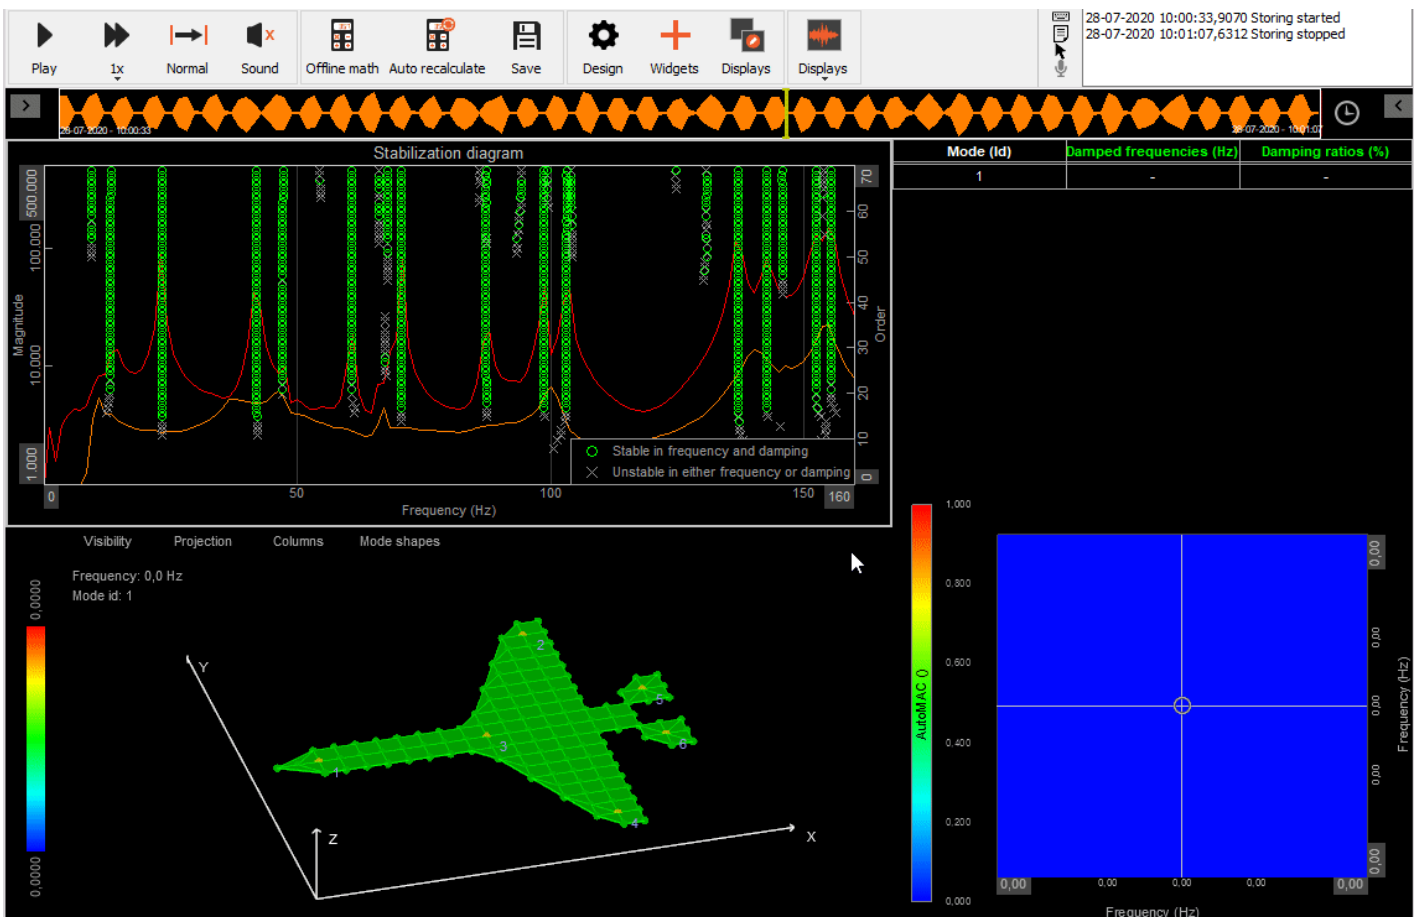 28-07-2020 10:00:33,9070 Storing started
28-07-2020 10:01:07,6312 Storing stopped
Play
1x
Normal
Sound
Offline math
Auto recalculate
Save
Design
Widgets
Displays
Displays
28-07-2020 - 10:00:33
28-07-2020 - 10:01:07
Stabilization diagram
Magnitude
500.000
100.000
10.000
1.000
70
60
50
40
30
20
10
0
Order
Stable in frequency and damping
Unstable in either frequency or damping
0
50
100
150
160
Frequency (Hz)
Mode (Id)
Damped frequencies (Hz)
Damping ratios (%)
1
-
-
Visibility
Projection
Columns
Mode shapes
Frequency: 0,0 Hz
Mode id: 1
0,0000
0,0000
Y
Z
X
1
2
3
4
5
6
AutoMAC ()
1,000
0.800
0,600
0.400
0.200
0.000
0,00
0,00
0,00
0,00
0,00
Frequency (Hz)
0,00
0,00
0,00
0,00
0,00
Frequency (Hz)